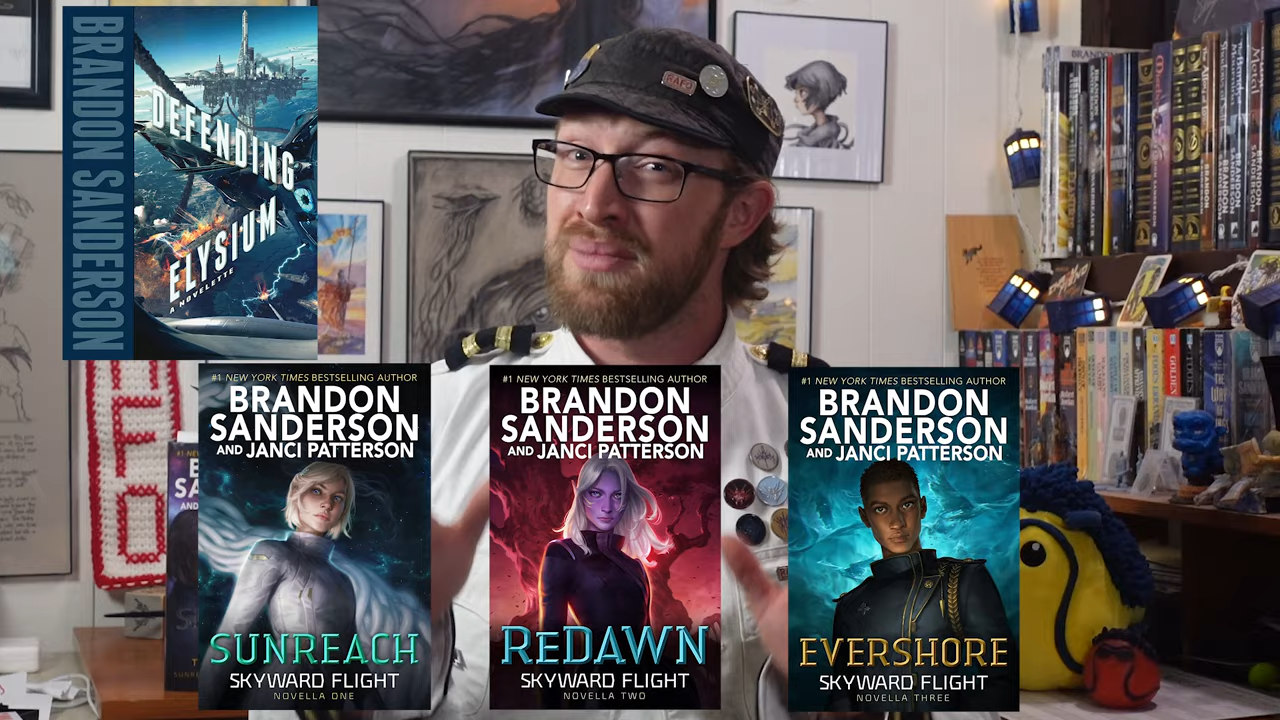 BRANDON SANDERSON
DEFENDING
ELYSIUM
A NOVELETTE
RAFO
#1 NEW YORK TIMES BESTSELLING AUTHOR
BRANDON
SANDERSON
AND JANCI PATTERSON
SUNREACH
SKYWARD FLIGHT
NOVELLA ONE
#1 NEW YORK TIMES BESTSELLING AUTHOR
BRANDON
SANDERSON
AND JANCI PATTERSON
REDAWN
SKYWARD FLIGHT
NOVELLA TWO
#1 NEW YORK TIMES BESTSELLING AUTHOR
BRANDON
SANDERSON
AND JANCI PATTERSON
EVERSHORE
SKYWARD FLIGHT
NOVELLA THREE